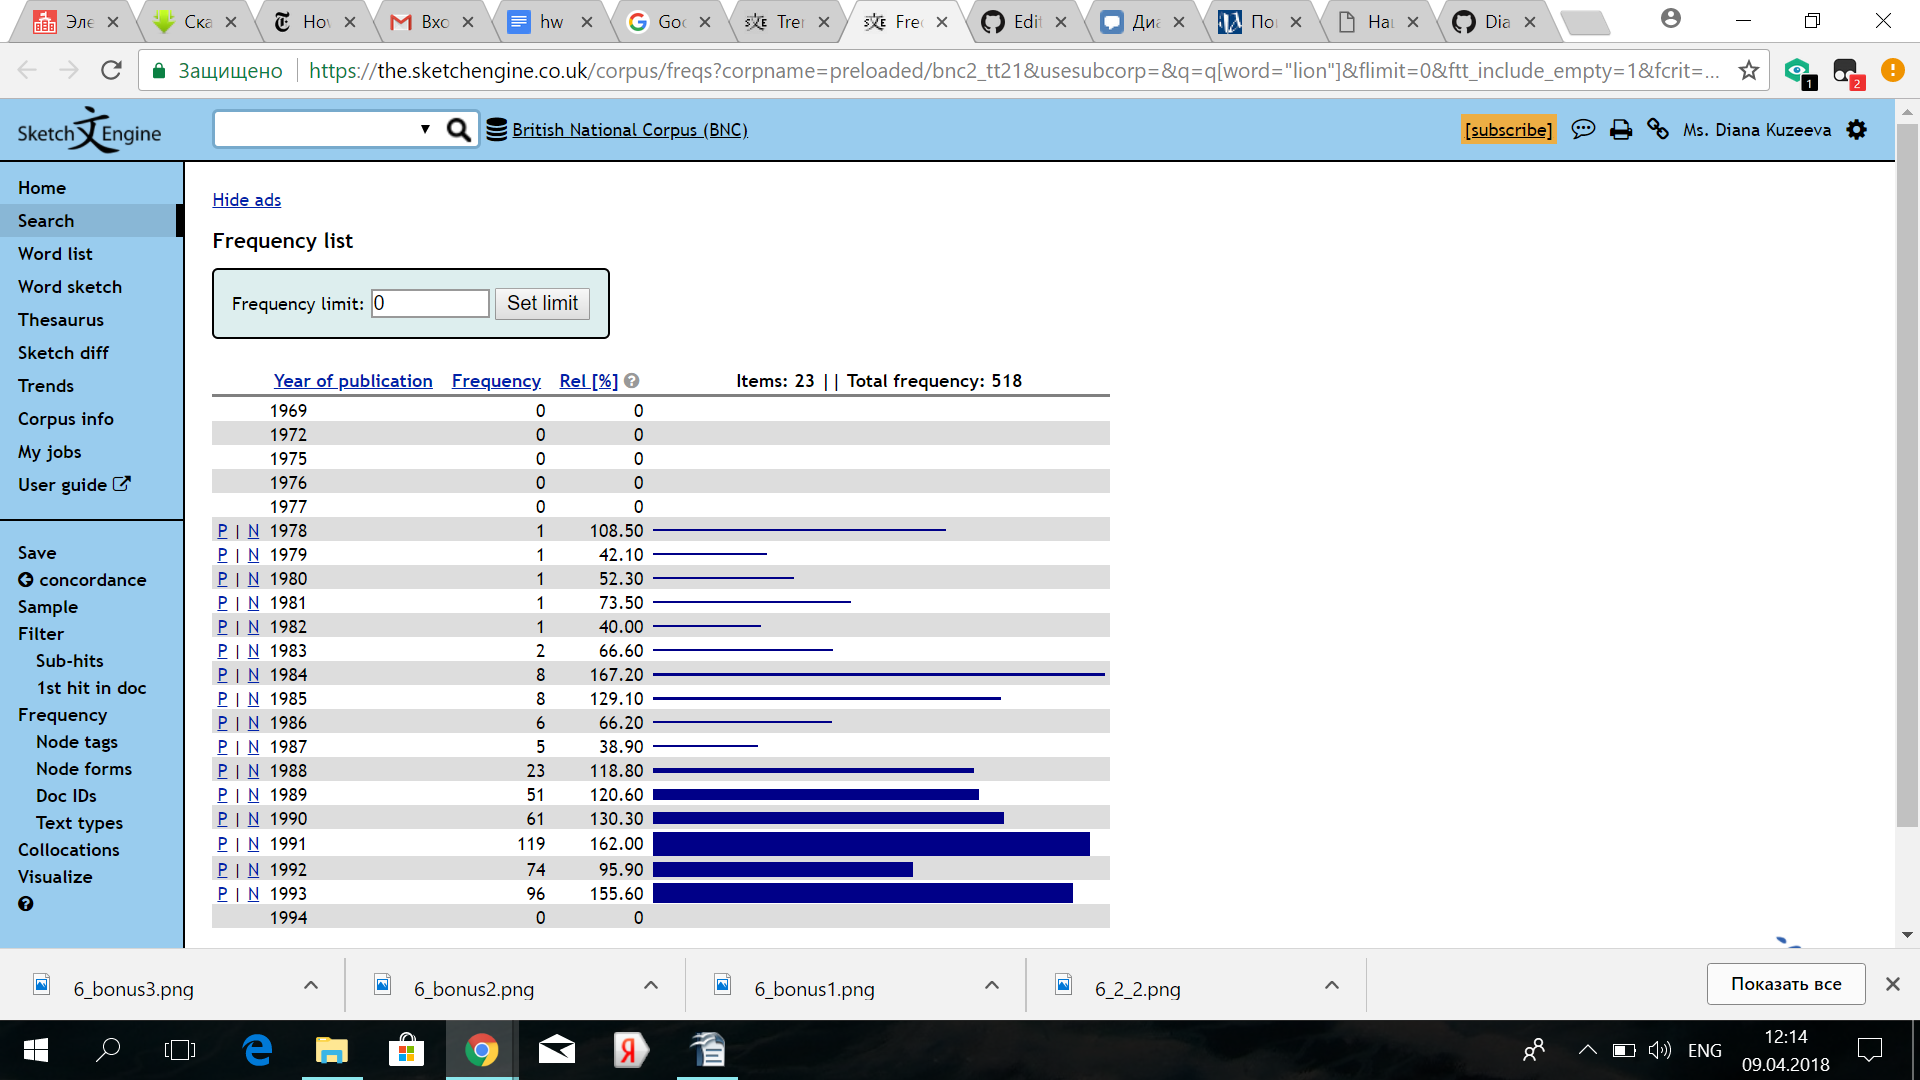 Эле
Ска
Hov
Вхо
hw
Goc
Trer
Frec
Edit
Диа
Пои
Нац
Dia
Защищено
https://the.sketchengine.co.uk/corpus/freqs?corpname=preloaded/bnc2_tt21&usesubcorp=&q=q[word="lion"]&flimit=0&ftt_include_empty=1&fcrit=...
1
2
Sketch Engine
British National Corpus (BNC)
[subscribe]
Ms. Diana Kuzeeva
Home
Search
Word list
Word sketch
Thesaurus
Sketch diff
Trends
Corpus info
My jobs
User guide
Save
concordance
Sample
Filter
Sub-hits
1st hit in doc
Frequency
Node tags
Node forms
Doc IDs
Text types
Collocations
Visualize
Hide ads
Frequency list
Frequency limit: 0 Set limit
Year of publication Frequency Rel [%] Items: 23 || Total frequency: 518
1969 0 0
1972 0 0
1975 0 0
1976 0 0
1977 0 0
P | N 1978 1 108.50
P | N 1979 1 42.10
P | N 1980 1 52.30
P | N 1981 1 73.50
P | N 1982 1 40.00
P | N 1983 2 66.60
P | N 1984 8 167.20
P | N 1985 8 129.10
P | N 1986 6 66.20
P | N 1987 5 38.90
P | N 1988 23 118.80
P | N 1989 51 120.60
P | N 1990 61 130.30
P | N 1991 119 162.00
P | N 1992 74 95.90
P | N 1993 96 155.60
1994 0 0
6_bonus3.png
6_bonus2.png
6_bonus1.png
6_2_2.png
Показать все
ENG
12:14
09.04.2018